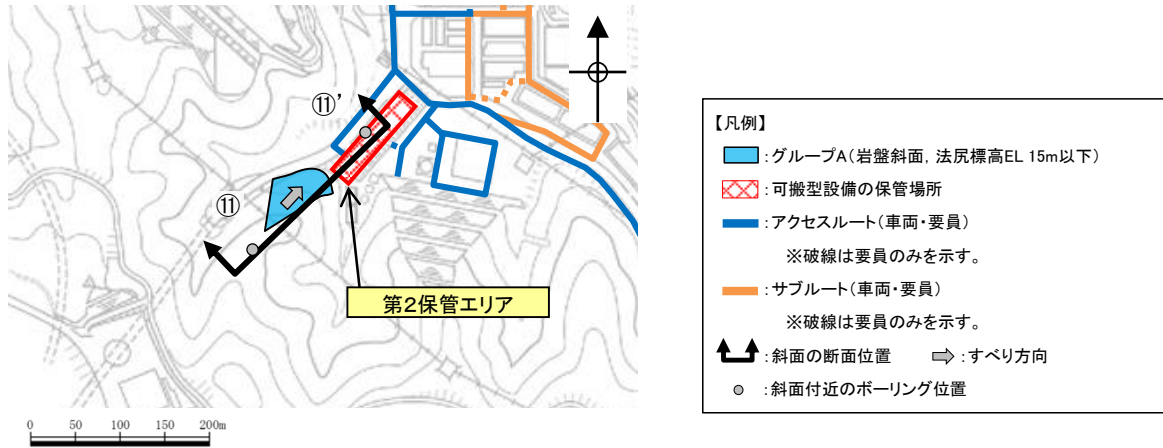 ⑪’
⑪
第2保管エリア
0 50 100 150 200m
【凡例】
:グループA(岩盤斜面,法尻標高EL 15m以下)
:可搬型設備の保管場所
:アクセスルート(車両・要員)
※破線は要員のみを示す。
:サブルート(車両・要員)
※破線は要員のみを示す。
:斜面の断面位置 :すべり方向
:斜面付近のボーリング位置